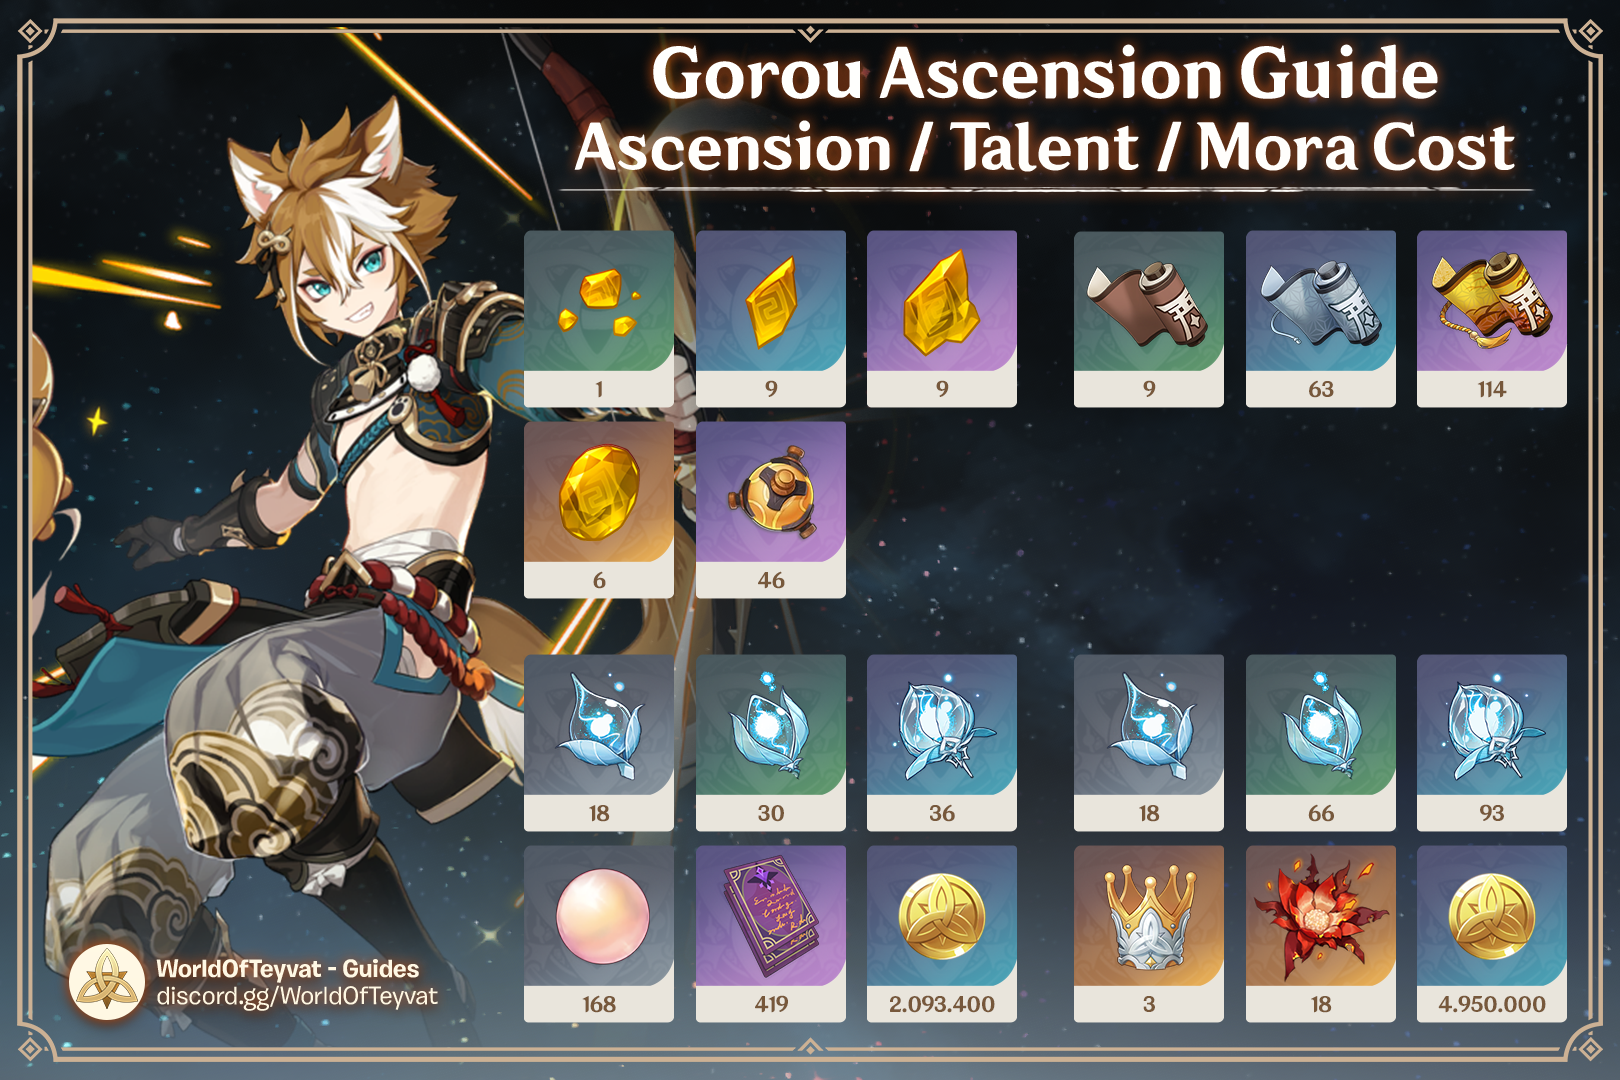 Gorou Ascension Guide
Ascension / Talent / Mora Cost
1 9 9 9 63 114
6 46
18 30 36 18 66 93
168 419 2.093.400 3 18 4.950.000
WorldOfTeyvat - Guides
discord.gg/WorldOfTeyvat